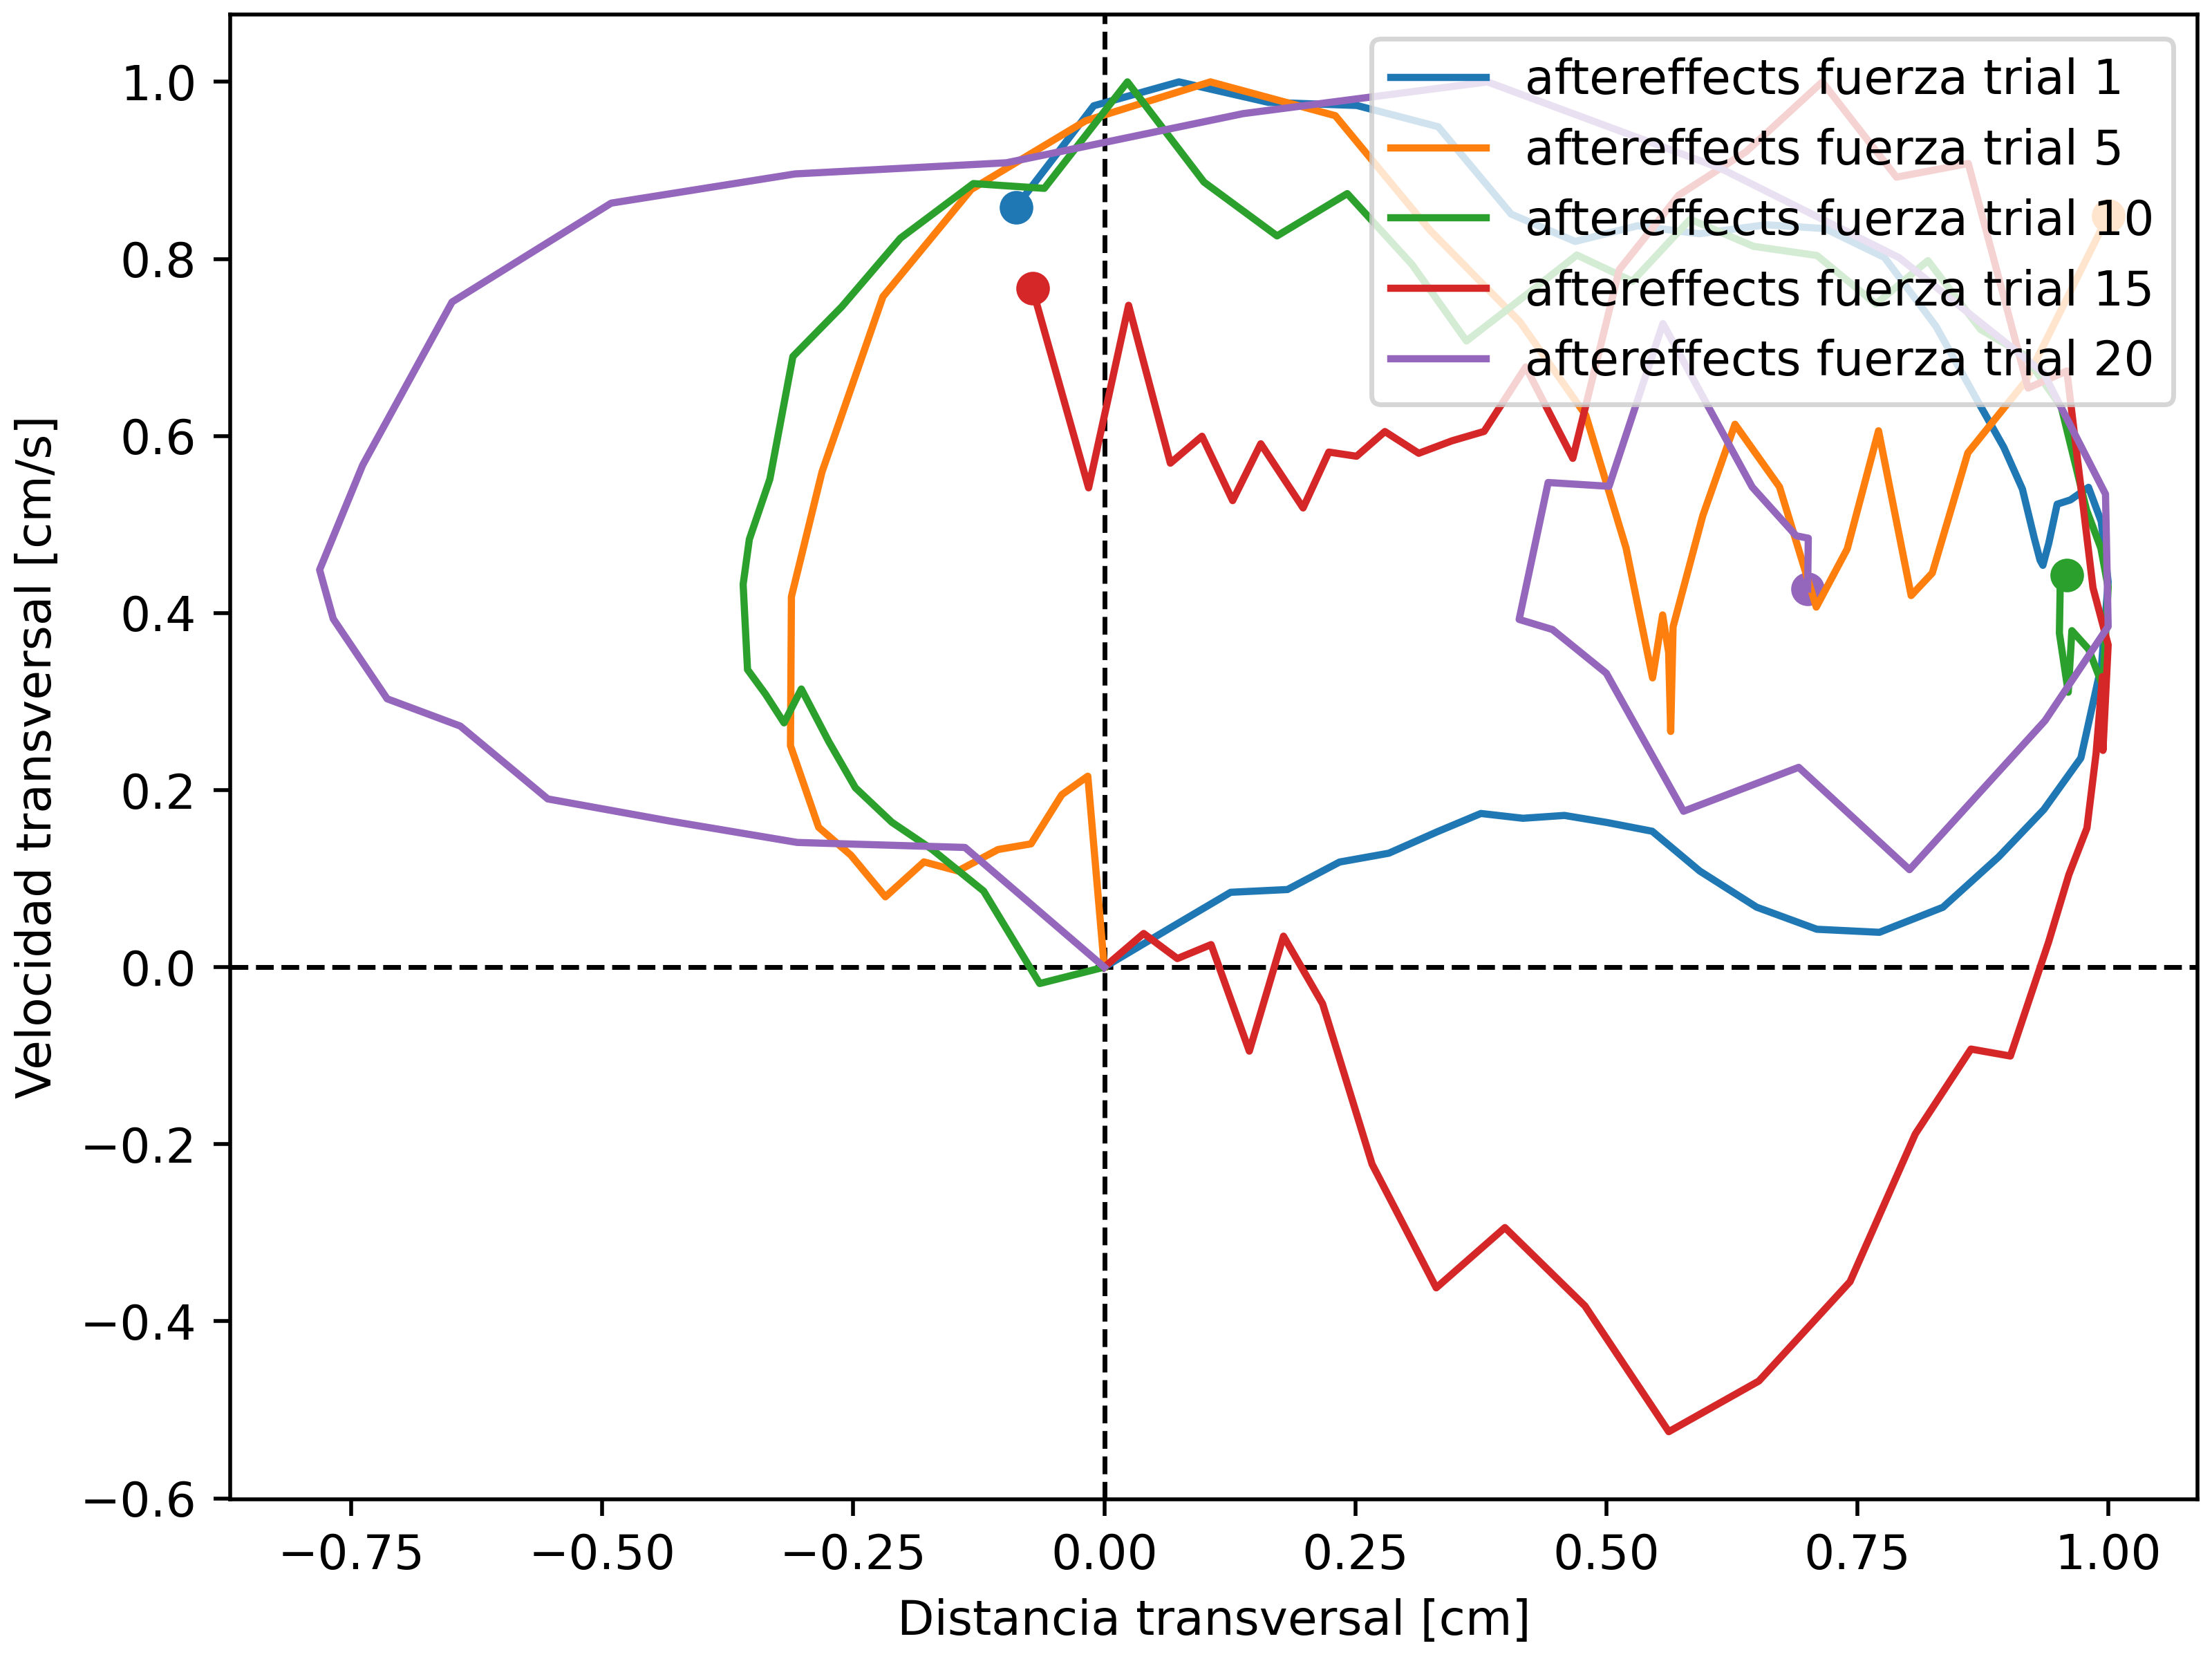 aftereffects fuerza trial 1
aftereffects fuerza trial 5
aftereffects fuerza trial 10
aftereffects fuerza trial 15
aftereffects fuerza trial 20
Velocidad transversal [cm/s]
1.0
0.8
0.6
0.4
0.2
0.0
−0.2
−0.4
−0.6
−0.75 −0.50 −0.25 0.00 0.25 0.50 0.75 1.00
Distancia transversal [cm]